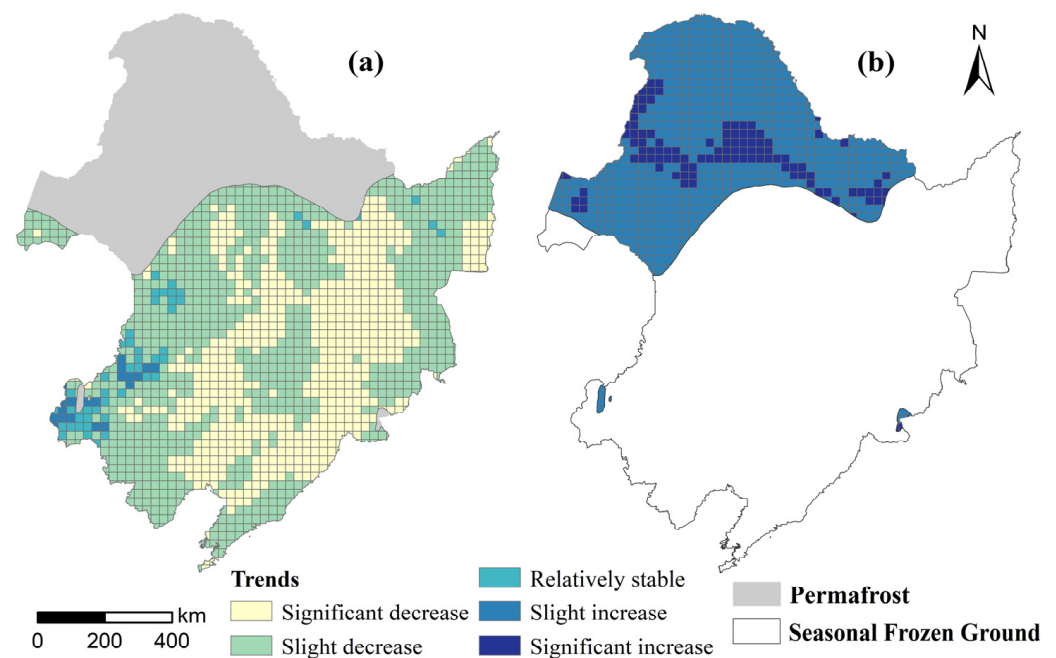 (a)
(b)
N
Trends
Significant decrease
Slight decrease
Relatively stable
Slight increase
Significant increase
Permafrost
Seasonal Frozen Ground
km
0 200 400